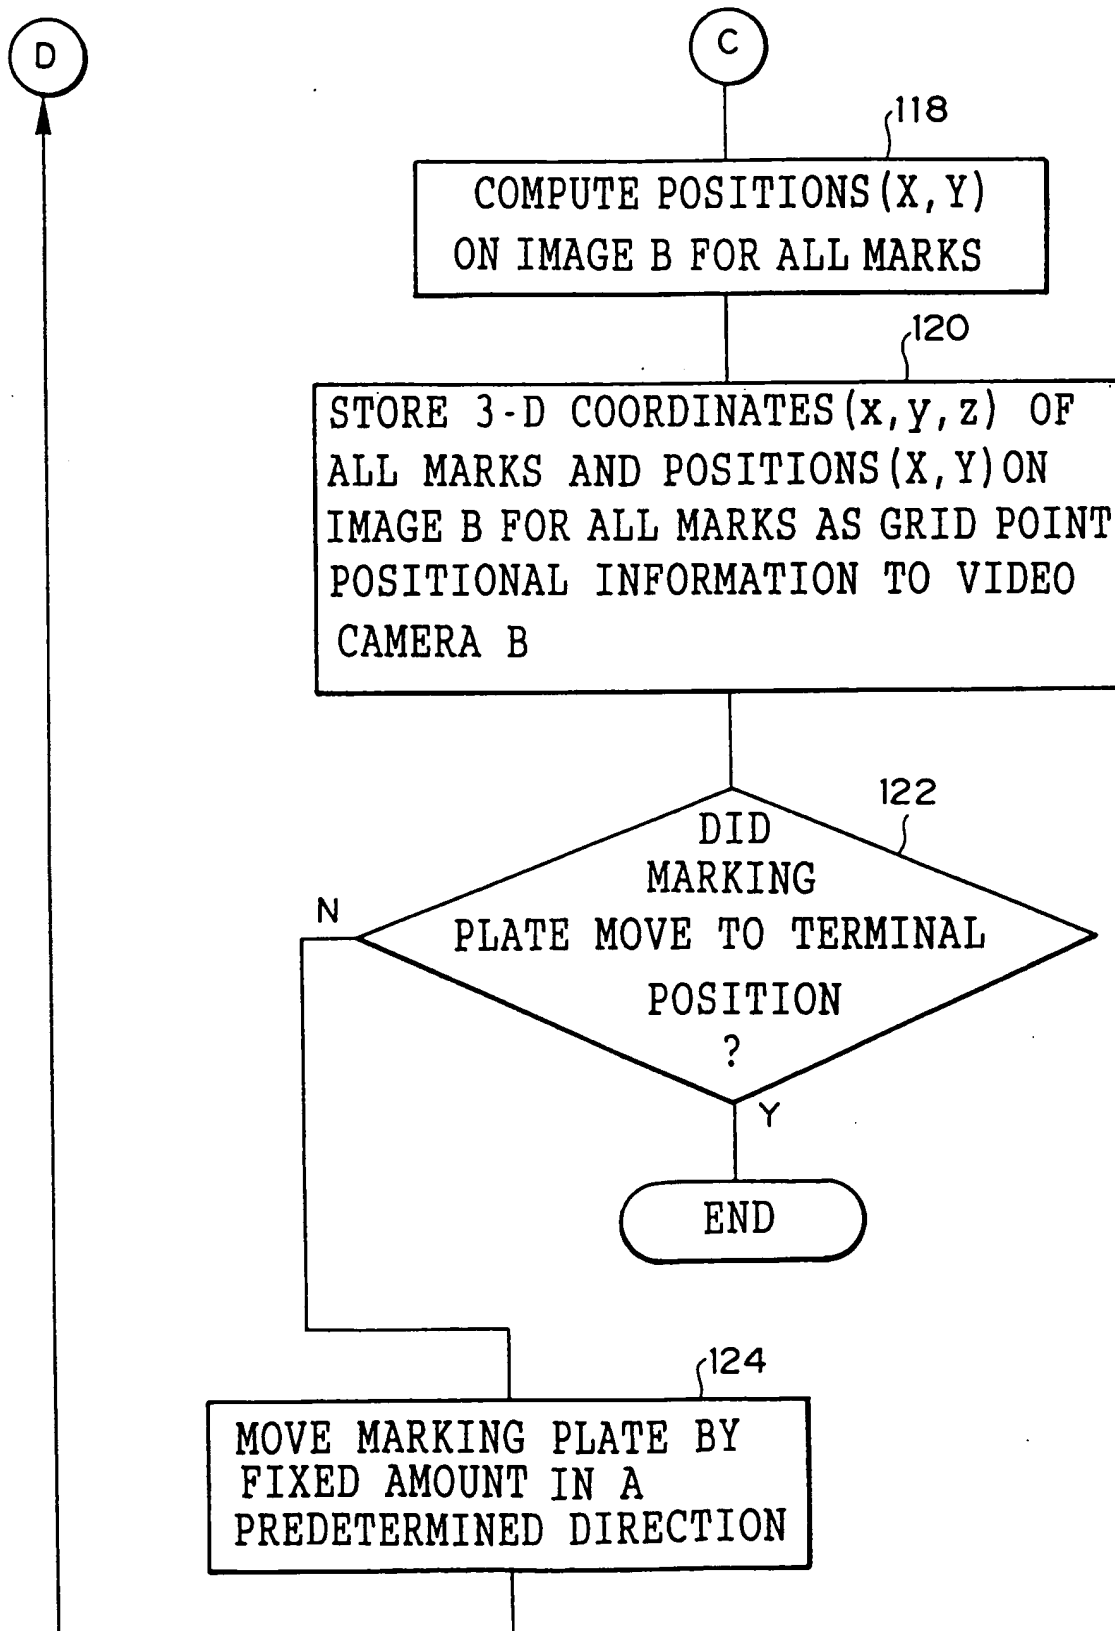 D
C
118
COMPUTE POSITIONS (X, Y)
ON IMAGE B FOR ALL MARKS
120
STORE 3-D COORDINATES (x, y, z) OF
ALL MARKS AND POSITIONS (X, Y) ON
IMAGE B FOR ALL MARKS AS GRID POINT
POSITIONAL INFORMATION TO VIDEO
CAMERA B
122
DID
MARKING
PLATE MOVE TO TERMINAL
POSITION
?
N
Y
END
124
MOVE MARKING PLATE BY
FIXED AMOUNT IN A
PREDETERMINED DIRECTION